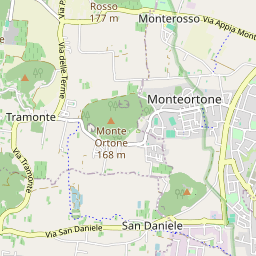 Rosso
177 m
Monterosso
Via Appia Mont
Via delle Terme
Monteortone
Tramonte
Monte
Ortone
168 m
Via Tramonte
Via San Daniele
San Daniele